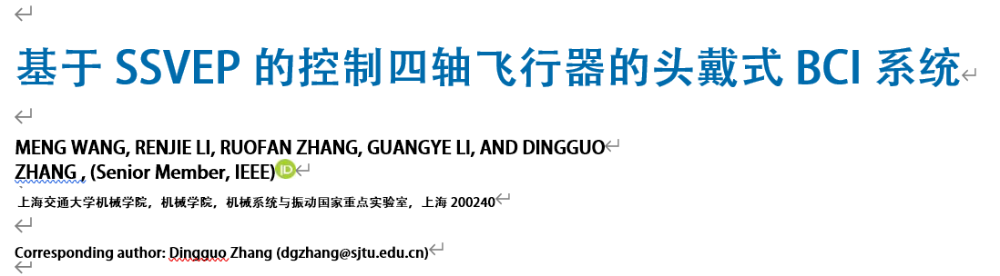 基于 SSVEP 的控制四轴飞行器的头戴式 BCI 系统
MENG WANG, RENJIE LI, RUOFAN ZHANG, GUANGYE LI, AND DINGGUO
ZHANG , (Senior Member, IEEE) iD
上海交通大学机械学院，机械学院，机械系统与振动国家重点实验室，上海 200240
Corresponding author: Dingguo Zhang (dgzhang@sjtu.edu.cn)